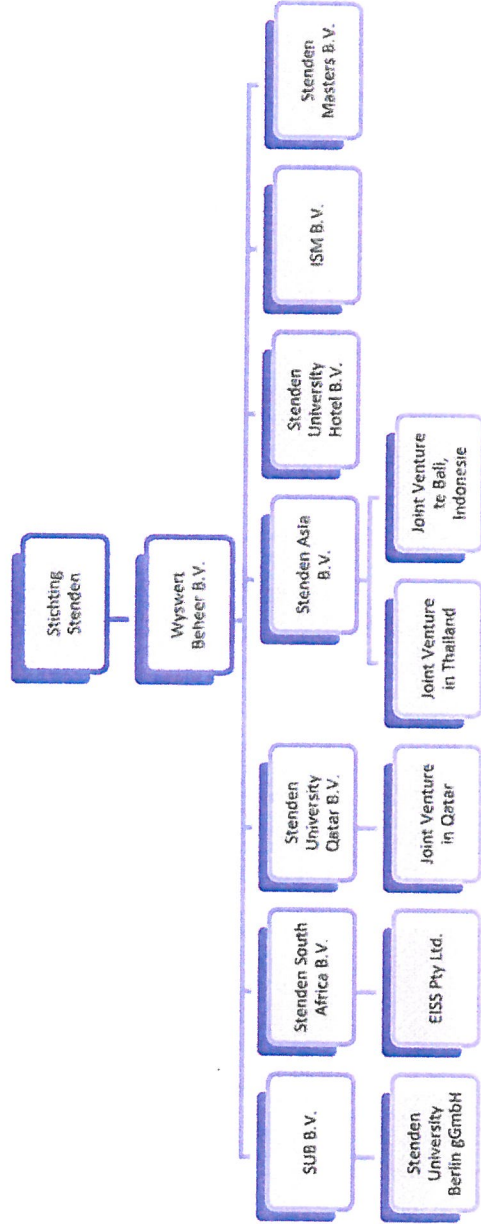 Stichting
Stenden
Wyswert
Beheer B.V.
SUB B.V.
Stenden South
Africa B.V.
Stenden
University
Qatar B.V.
Stenden Asia
B.V.
Stenden
University
Hotel B.V.
ISM B.V.
Stenden
Masters B.V.
Stenden
University
Berlin gGmbH
EISS Pty Ltd.
Joint Venture
in Qatar
Joint Venture
in Thailand
Joint Venture
te Bali,
Indonesie